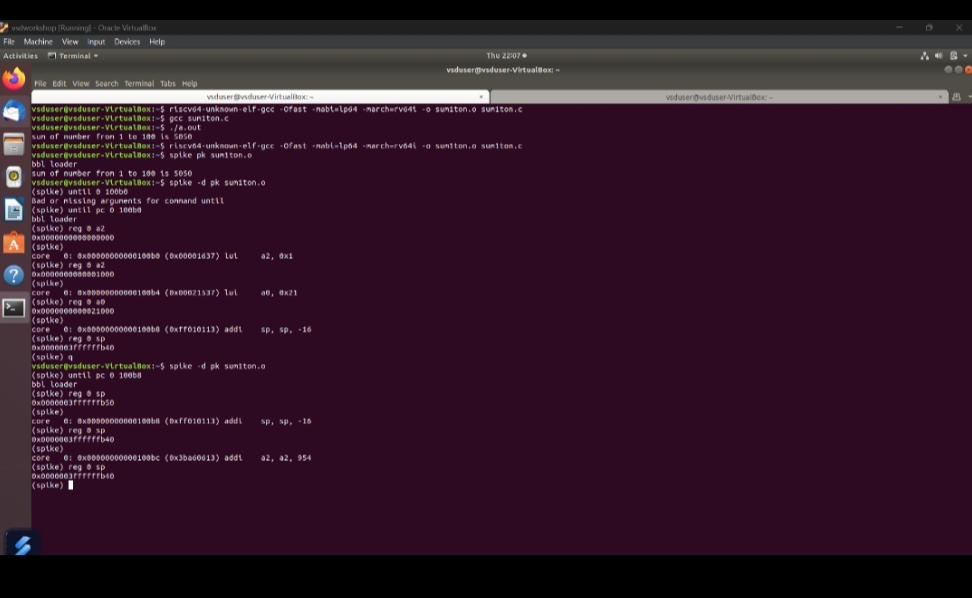 vsdworkshop [Running] - Oracle VirtualBox
File Machine View Input Devices Help
Activities Terminal Thu 22:07
vsduser@vsduser-VirtualBox: ~
File Edit View Search Terminal Tabs Help
vsduser@vsduser-VirtualBox: ~ vsduser@vsduser-VirtualBox: ~
vsduser@vsduser-VirtualBox:~$ riscv64-unknown-elf-gcc -Ofast -mabi=lp64 -march=rv64i -o sum1ton.o sum1ton.c
vsduser@vsduser-VirtualBox:~$ gcc sum1ton.c
vsduser@vsduser-VirtualBox:~$ ./a.out
sum of number from 1 to 100 is 5050
vsduser@vsduser-VirtualBox:~$ riscv64-unknown-elf-gcc -Ofast -mabi=lp64 -march=rv64i -o sum1ton.o sum1ton.c
vsduser@vsduser-VirtualBox:~$ spike pk sum1ton.o
bbl loader
sum of number from 1 to 100 is 5050
vsduser@vsduser-VirtualBox:~$ spike -d pk sum1ton.o
(spike) until 0 100b0
Bad or missing arguments for command until
(spike) until pc 0 100b0
bbl loader
(spike) reg 0 a2
0x0000000000000000
(spike)
core 0: 0x00000000000100b0 (0x00001637) lui a2, 0x1
(spike) reg 0 a2
0x0000000000001000
(spike)
core 0: 0x00000000000100b4 (0x00021537) lui a0, 0x21
(spike) reg 0 a0
0x0000000000021000
(spike)
core 0: 0x00000000000100b8 (0xff010113) addi sp, sp, -16
(spike) reg 0 sp
0x0000003ffffffb40
(spike) q
vsduser@vsduser-VirtualBox:~$ spike -d pk sum1ton.o
(spike) until pc 0 100b8
bbl loader
(spike) reg 0 sp
0x0000003ffffffb50
(spike)
core 0: 0x00000000000100b8 (0xff010113) addi sp, sp, -16
(spike) reg 0 sp
0x0000003ffffffb40
(spike)
core 0: 0x00000000000100bc (0x3ba60613) addi a2, a2, 954
(spike) reg 0 sp
0x0000003ffffffb40
(spike)